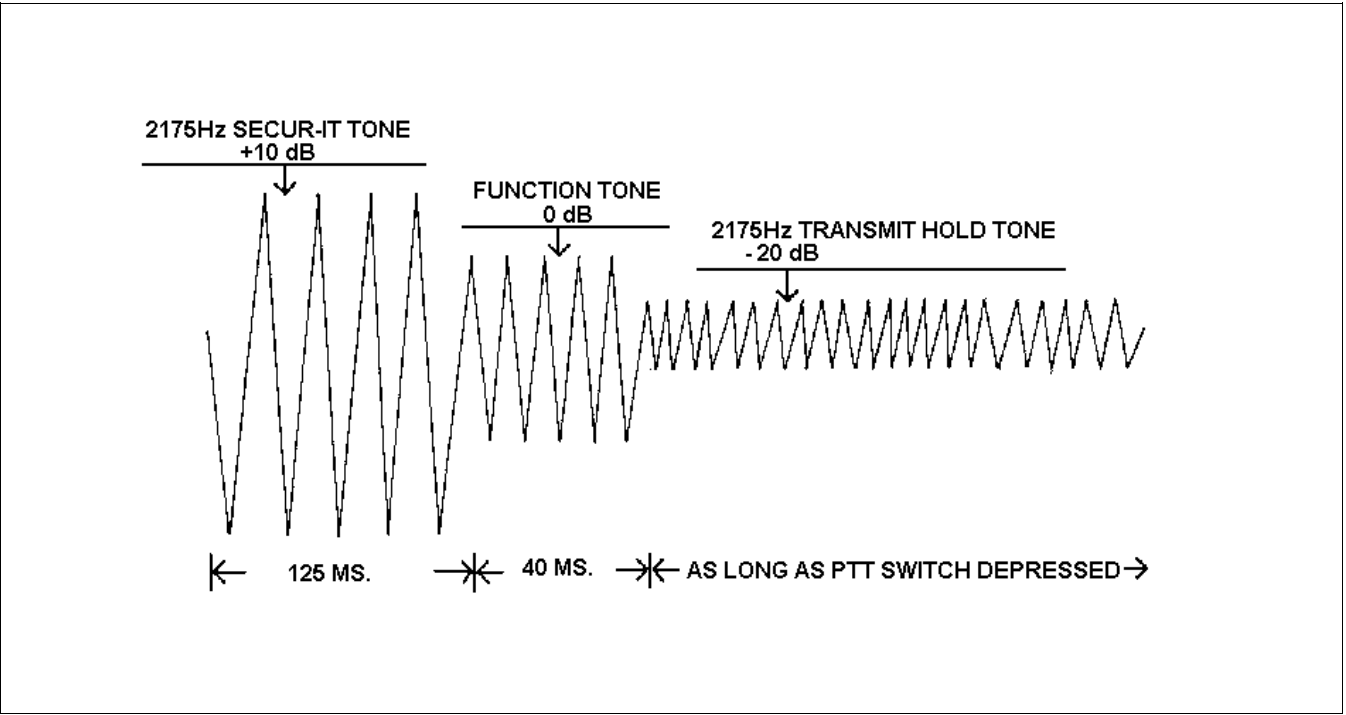 2175Hz SECUR-IT TONE
+10 dB
FUNCTION TONE
0 dB
2175Hz TRANSMIT HOLD TONE
- 20 dB
125 MS.
40 MS.
AS LONG AS PTT SWITCH DEPRESSED